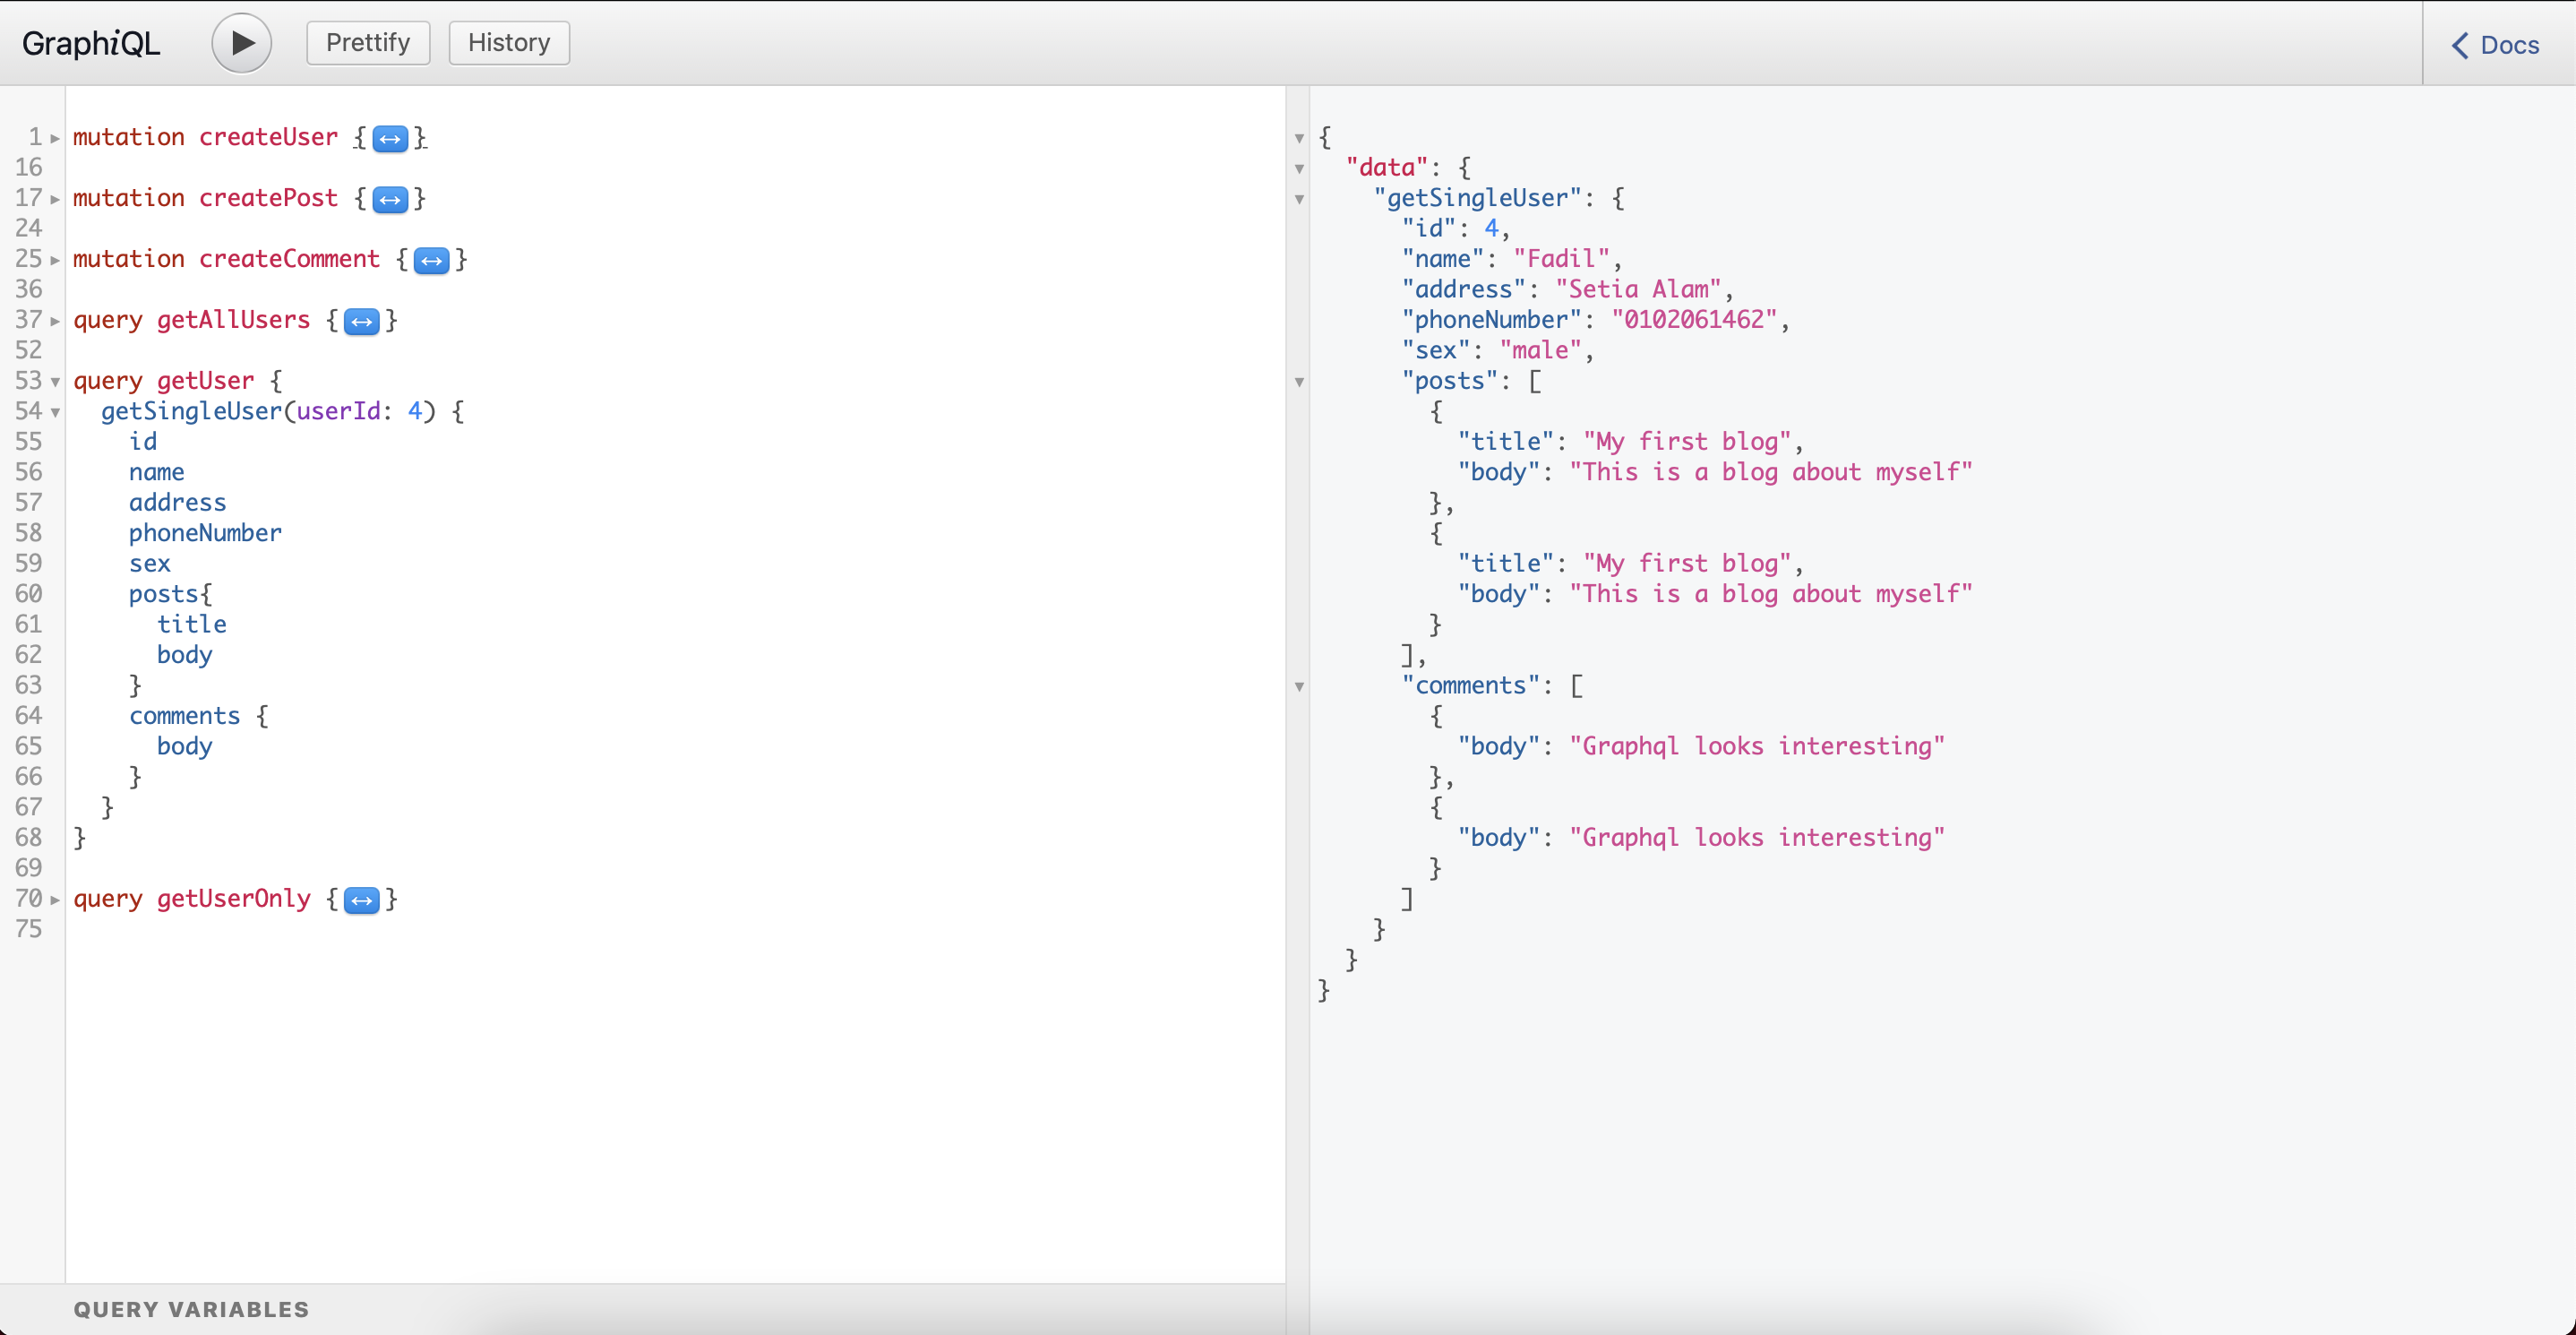 GraphiQL
Prettify
History
Docs
1 mutation createUser {↔}
16
17 mutation createPost {↔}
24
25 mutation createComment {↔}
36
37 query getAllUsers {↔}
52
53 query getUser {
54   getSingleUser(userId: 4) {
55     id
56     name
57     address
58     phoneNumber
59     sex
60     posts{
61       title
62       body
63     }
64     comments {
65       body
66     }
67   }
68 }
69
70 query getUserOnly {↔}
75
QUERY VARIABLES
{
  "data": {
    "getSingleUser": {
      "id": 4,
      "name": "Fadil",
      "address": "Setia Alam",
      "phoneNumber": "0102061462",
      "sex": "male",
      "posts": [
        {
          "title": "My first blog",
          "body": "This is a blog about myself"
        },
        {
          "title": "My first blog",
          "body": "This is a blog about myself"
        }
      ],
      "comments": [
        {
          "body": "Graphql looks interesting"
        },
        {
          "body": "Graphql looks interesting"
        }
      ]
    }
  }
}